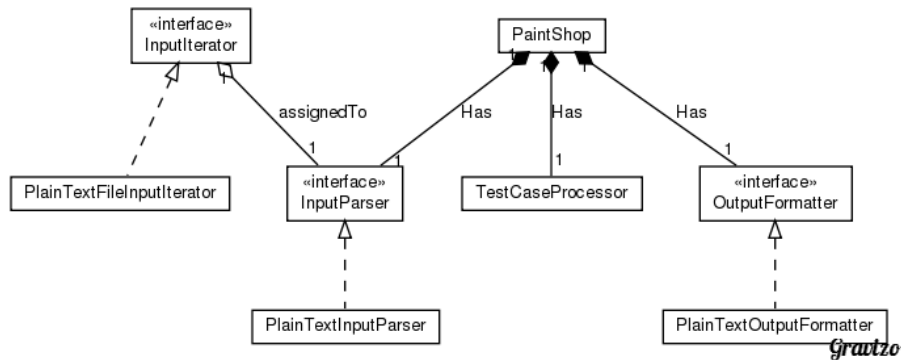 «interface»
InputIterator
PaintShop
1
1
1
1
assignedTo
Has
Has
Has
1
1
1
1
PlainTextFileInputIterator
«interface»
InputParser
TestCaseProcessor
«interface»
OutputFormatter
PlainTextInputParser
PlainTextOutputFormatter
Gravizo